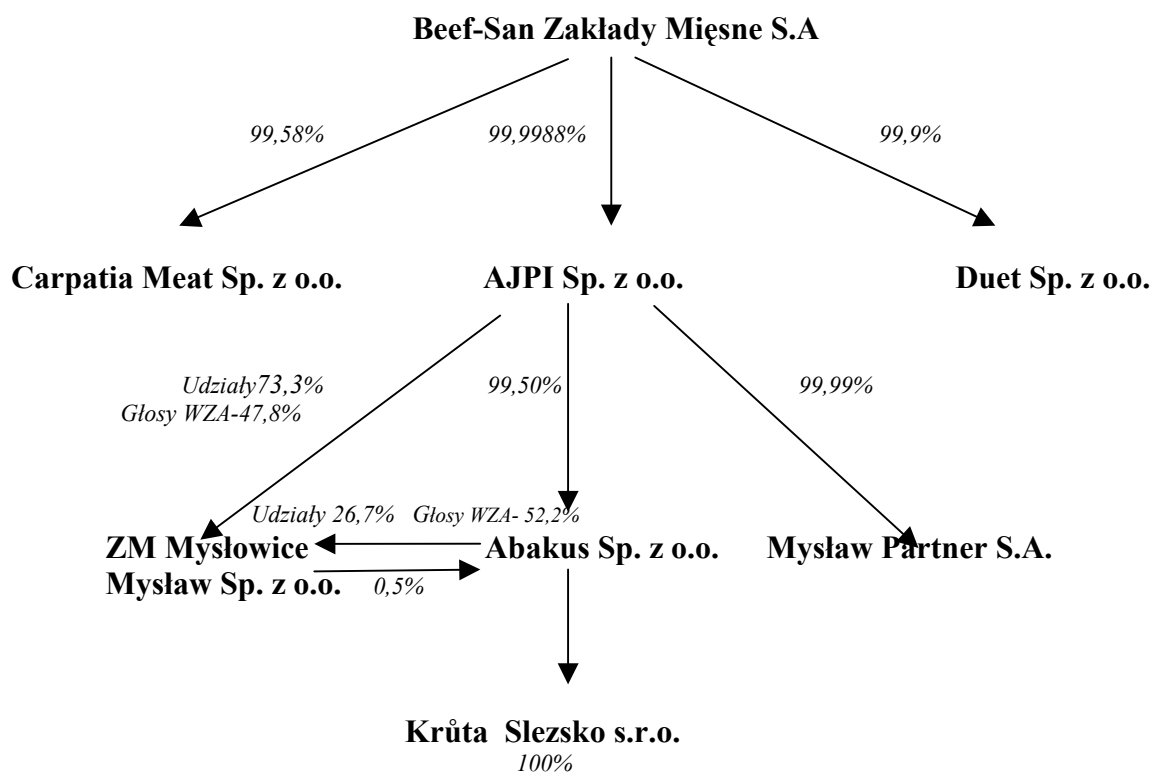 Beef-San Zakłady Mięsne S.A
99,58%
99,9988%
99,9%
Carpatia Meat Sp. z o.o.
AJPI Sp. z o.o.
Duet Sp. z o.o.
Udziały73,3%
Głosy WZA-47,8%
99,50%
99,99%
Udziały 26,7%
Głosy WZA- 52,2%
ZM Mysłowice
Mysław Sp. z o.o.
Abakus Sp. z o.o.
Mysław Partner S.A.
0,5%
Krůta Slezsko s.r.o.
100%